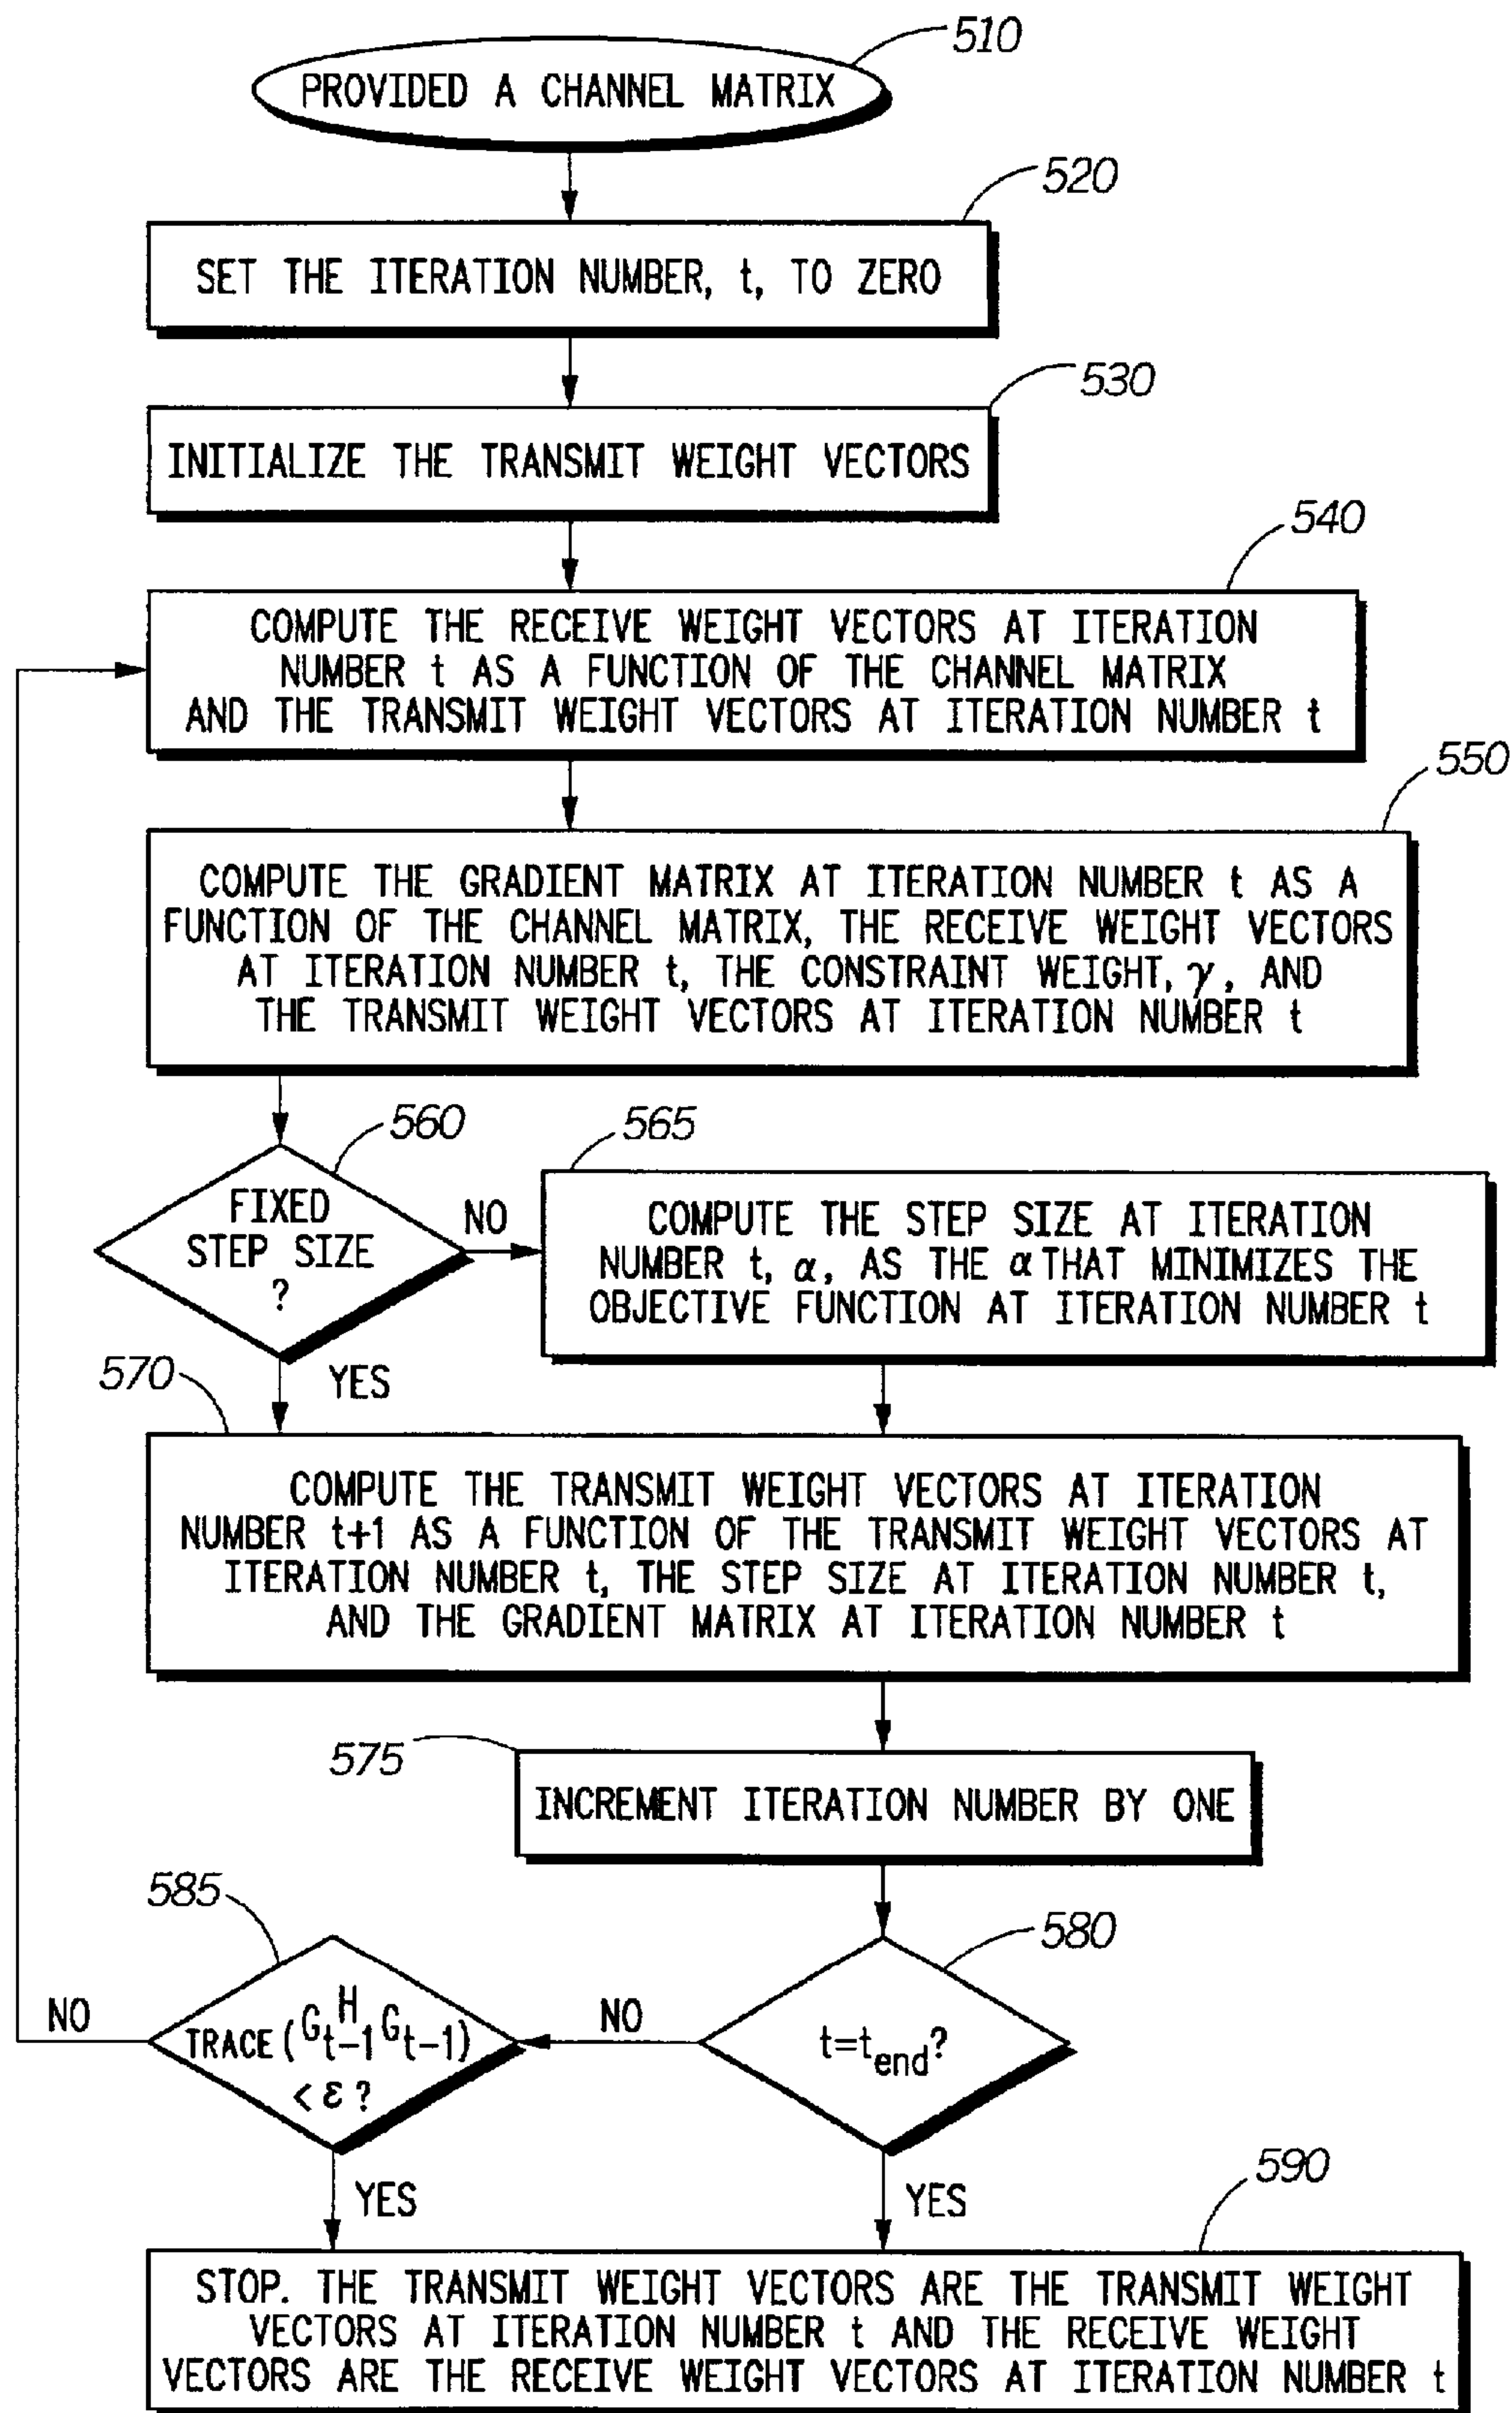 510
PROVIDED A CHANNEL MATRIX
520
SET THE ITERATION NUMBER, t, TO ZERO
530
INITIALIZE THE TRANSMIT WEIGHT VECTORS
540
COMPUTE THE RECEIVE WEIGHT VECTORS AT ITERATION
NUMBER t AS A FUNCTION OF THE CHANNEL MATRIX
AND THE TRANSMIT WEIGHT VECTORS AT ITERATION NUMBER t
550
COMPUTE THE GRADIENT MATRIX AT ITERATION NUMBER t AS A
FUNCTION OF THE CHANNEL MATRIX, THE RECEIVE WEIGHT VECTORS
AT ITERATION NUMBER t, THE CONSTRAINT WEIGHT, γ, AND
THE TRANSMIT WEIGHT VECTORS AT ITERATION NUMBER t
560
FIXED
STEP SIZE
?
NO
YES
565
COMPUTE THE STEP SIZE AT ITERATION
NUMBER t, α, AS THE α THAT MINIMIZES THE
OBJECTIVE FUNCTION AT ITERATION NUMBER t
570
COMPUTE THE TRANSMIT WEIGHT VECTORS AT ITERATION
NUMBER t+1 AS A FUNCTION OF THE TRANSMIT WEIGHT VECTORS AT
ITERATION NUMBER t, THE STEP SIZE AT ITERATION NUMBER t,
AND THE GRADIENT MATRIX AT ITERATION NUMBER t
575
INCREMENT ITERATION NUMBER BY ONE
580
t=t_end?
NO
YES
585
TRACE(G_{t-1}^H G_{t-1})
< ε ?
NO
YES
590
STOP. THE TRANSMIT WEIGHT VECTORS ARE THE TRANSMIT WEIGHT
VECTORS AT ITERATION NUMBER t AND THE RECEIVE WEIGHT
VECTORS ARE THE RECEIVE WEIGHT VECTORS AT ITERATION NUMBER t